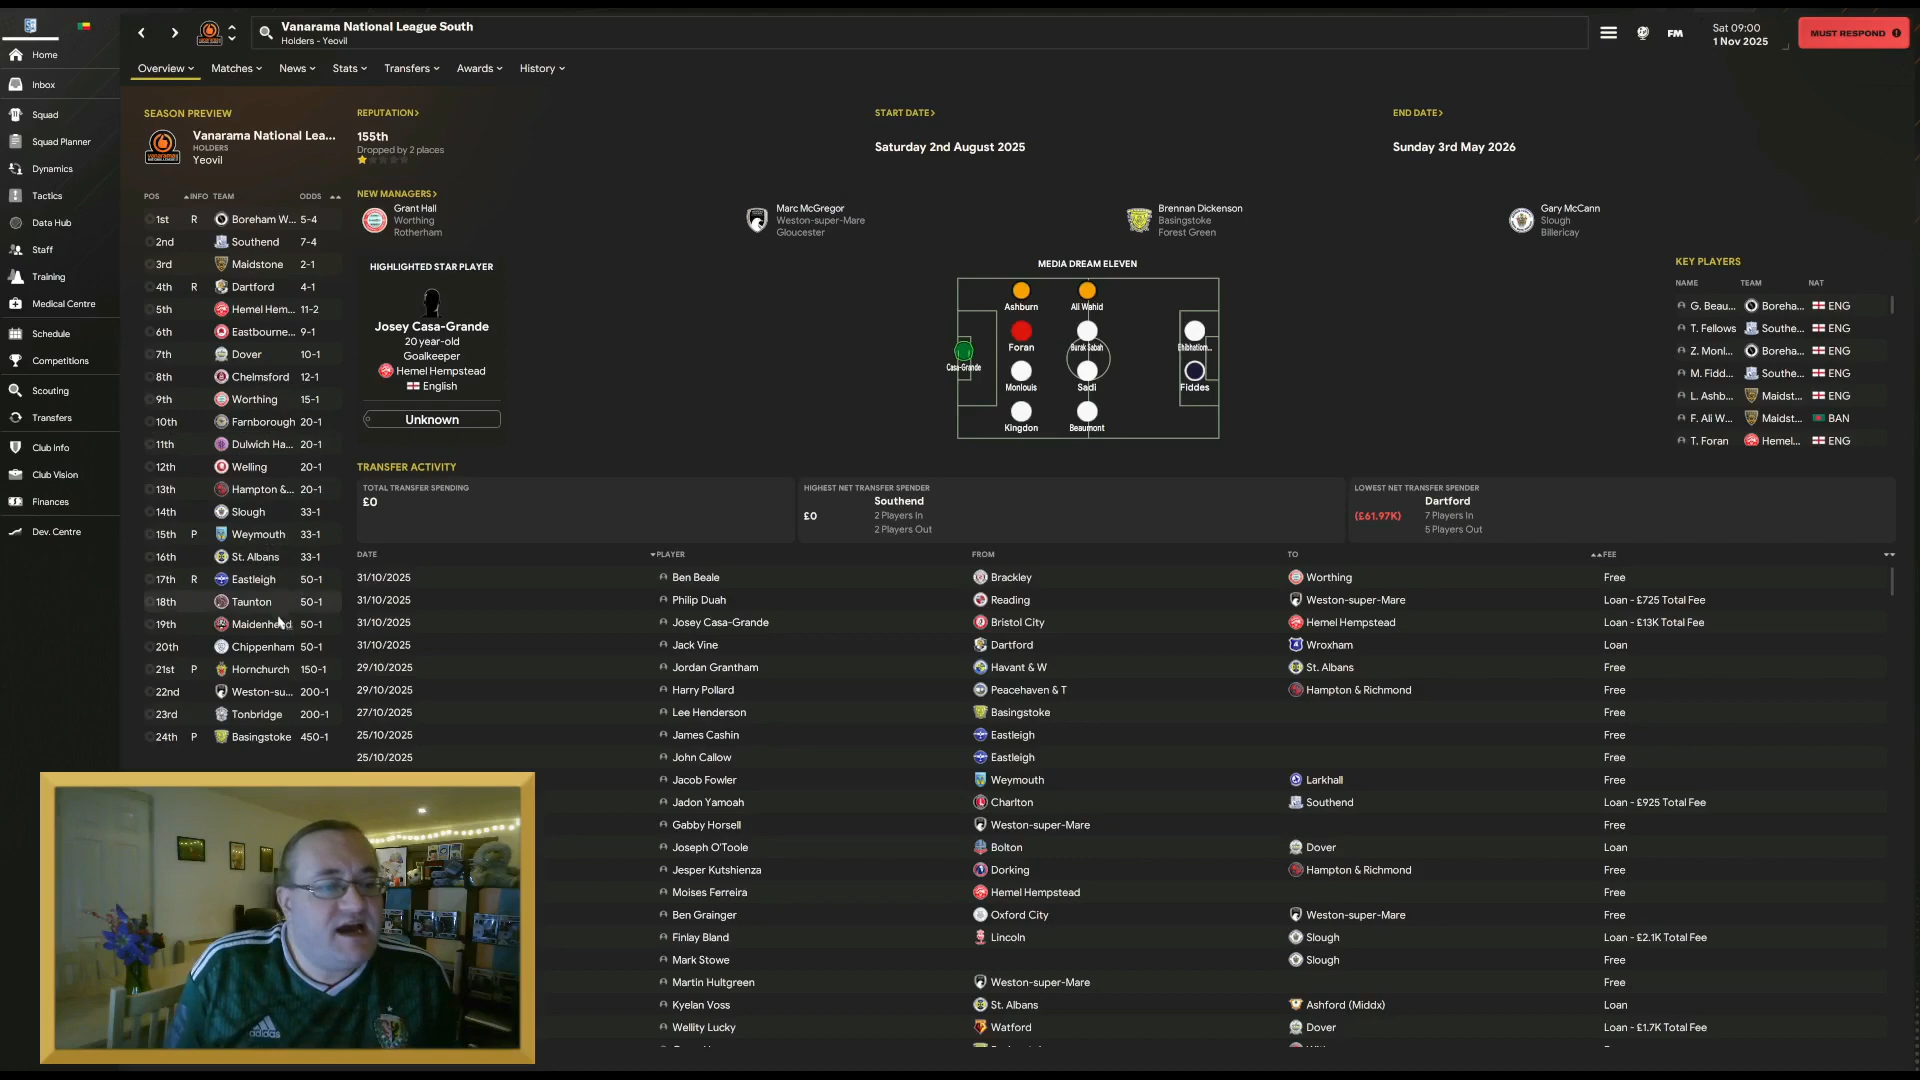 Vanarama National League South
Holders - Yeovil
FM
Sat 09:00
1 Nov 2025
MUST RESPOND
Home
Inbox
Squad
Squad Planner
Dynamics
Tactics
Data Hub
Staff
Training
Medical Centre
Schedule
Competitions
Scouting
Transfers
Club Info
Club Vision
Finances
Dev. Centre
Overview Matches News Stats Transfers Awards History
SEASON PREVIEW
Vanarama National Lea...
HOLDERS
Yeovil
POS INFO TEAM ODDS
1st R Boreham W... 5-4
2nd Southend 7-4
3rd Maidstone 2-1
4th R Dartford 4-1
5th Hemel Hem... 11-2
6th Eastbourne... 9-1
7th Dover 10-1
8th Chelmsford 12-1
9th Worthing 15-1
10th Farnborough 20-1
11th Dulwich Ha... 20-1
12th Welling 20-1
13th Hampton &... 20-1
14th Slough 33-1
15th P Weymouth 33-1
16th St. Albans 33-1
17th R Eastleigh 50-1
18th Taunton 50-1
19th Maidenhead 50-1
20th Chippenham 50-1
21st P Hornchurch 150-1
22nd Weston-su... 200-1
23rd Tonbridge 200-1
24th P Basingstoke 450-1
REPUTATION>
155th
Dropped by 2 places
START DATE>
Saturday 2nd August 2025
END DATE>
Sunday 3rd May 2026
NEW MANAGERS>
Grant Hall
Worthing
Rotherham
Marc McGregor
Weston-super-Mare
Gloucester
Brennan Dickenson
Basingstoke
Forest Green
Gary McCann
Slough
Billericay
HIGHLIGHTED STAR PLAYER
Josey Casa-Grande
20 year-old
Goalkeeper
Hemel Hempstead
English
Unknown
MEDIA DREAM ELEVEN
Ashburn Ali Wahid
Foran Burak Sabah
Casa-Grande
Monlouis Sadi Fiddes
Kingdon Beaumont
KEY PLAYERS
NAME TEAM NAT
G. Beau... Boreha... ENG
T. Fellows Southe... ENG
Z. Monl... Boreha... ENG
M. Fidd... Southe... ENG
L. Ashb... Maidst... ENG
F. Ali W... Maidst... BAN
T. Foran Hemel... ENG
TRANSFER ACTIVITY
TOTAL TRANSFER SPENDING
£0
HIGHEST NET TRANSFER SPENDER
£0
Southend
2 Players In
2 Players Out
LOWEST NET TRANSFER SPENDER
(£61.97K)
Dartford
7 Players In
5 Players Out
DATE PLAYER FROM TO FEE
31/10/2025 Ben Beale Brackley Worthing Free
31/10/2025 Philip Duah Reading Weston-super-Mare Loan - £725 Total Fee
31/10/2025 Josey Casa-Grande Bristol City Hemel Hempstead Loan - £13K Total Fee
31/10/2025 Jack Vine Dartford Wroxham Loan
29/10/2025 Jordan Grantham Havant & W St. Albans Free
29/10/2025 Harry Pollard Peacehaven & T Hampton & Richmond Free
27/10/2025 Lee Henderson Basingstoke Free
25/10/2025 James Cashin Eastleigh Free
25/10/2025 John Callow Eastleigh Free
Jacob Fowler Weymouth Larkhall Free
Jadon Yamoah Charlton Southend Loan - £925 Total Fee
Gabby Horsell Weston-super-Mare Free
Joseph O'Toole Bolton Dover Loan
Jesper Kutshienza Dorking Hampton & Richmond Free
Moises Ferreira Hemel Hempstead Free
Ben Grainger Oxford City Weston-super-Mare Free
Finlay Bland Lincoln Slough Loan - £2.1K Total Fee
Mark Stowe Slough Free
Martin Hultgreen Weston-super-Mare Free
Kyelan Voss St. Albans Ashford (Middx) Loan
Wellity Lucky Watford Dover Loan - £1.7K Total Fee
adidas